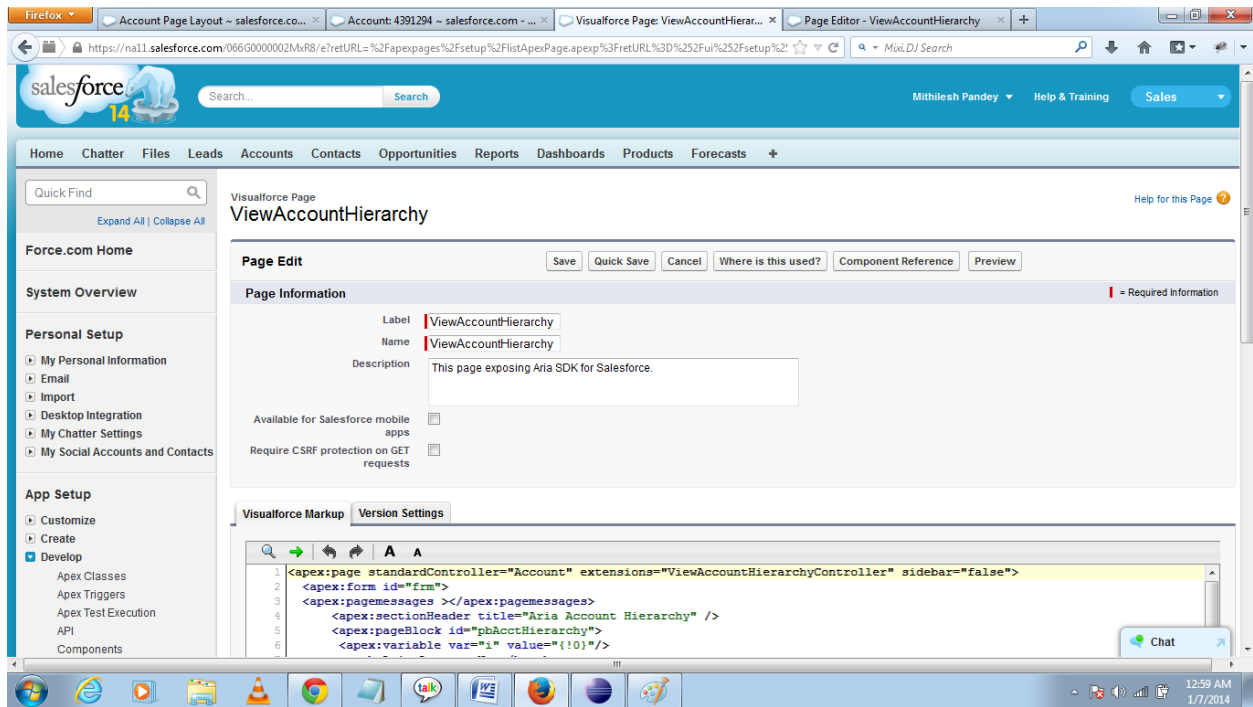 Firefox
Account Page Layout ~ salesforce.co...
Account: 4391294 ~ salesforce.com - ...
Visualforce Page: ViewAccountHierar...
Page Editor - ViewAccountHierarchy
https://na11.salesforce.com/066G0000002MxR8/e?retURL=%2Fapexpages%2Fsetup%2FlistApexPage.apexp%3FretURL%3D%252Fui%252Fsetup%2!
Mixi.DJ Search
salesforce
14
Search...
Search
Mithilesh Pandey
Help & Training
Sales
Home Chatter Files Leads Accounts Contacts Opportunities Reports Dashboards Products Forecasts +
Quick Find
Expand All | Collapse All
Force.com Home
System Overview
Personal Setup
My Personal Information
Email
Import
Desktop Integration
My Chatter Settings
My Social Accounts and Contacts
App Setup
Customize
Create
Develop
Apex Classes
Apex Triggers
Apex Test Execution
API
Components
Visualforce Page
ViewAccountHierarchy
Help for this Page ?
Page Edit
Save Quick Save Cancel Where is this used? Component Reference Preview
Page Information
= Required Information
Label ViewAccountHierarchy
Name ViewAccountHierarchy
Description This page exposing Aria SDK for Salesforce.
Available for Salesforce mobile
apps
Require CSRF protection on GET
requests
Visualforce Markup Version Settings
A A
1 <apex:page standardController="Account" extensions="ViewAccountHierarchyController" sidebar="false">
2 <apex:form id="frm">
3 <apex:pagemessages ></apex:pagemessages>
4 <apex:sectionHeader title="Aria Account Hierarchy" />
5 <apex:pageBlock id="pbAcctHierarchy">
6 <apex:variable var="i" value="{!0}"/>
Chat
talk
12:59 AM
1/7/2014